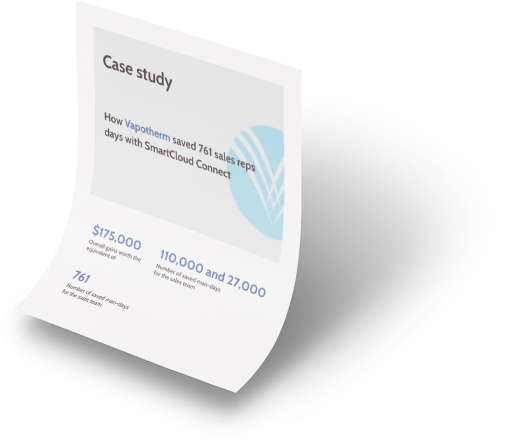 Case study
How Vapotherm saved 761 sales reps
days with SmartCloud Connect
$175,000
Overall gains worth the
equivalent of
110,000 and 27,000
Number of saved man-days
for the sales team
761
Number of saved man-days
for the sales team